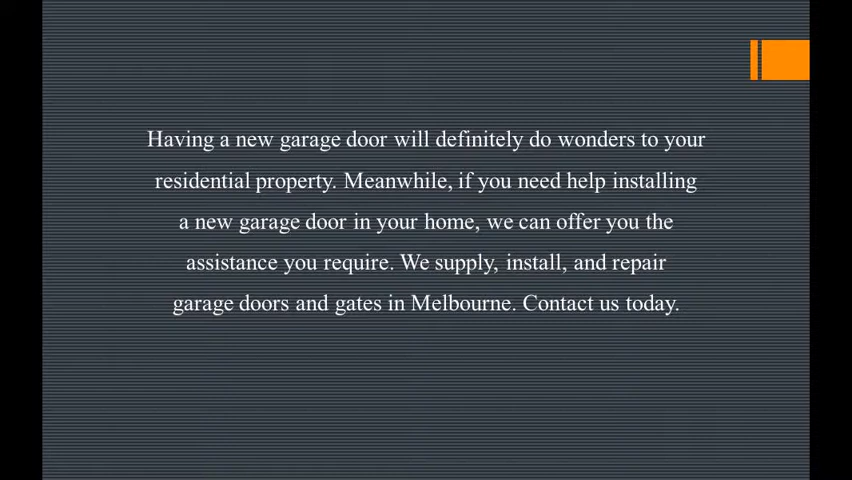 Having a new garage door will definitely do wonders to your
residential property. Meanwhile, if you need help installing
a new garage door in your home, we can offer you the
assistance you require. We supply, install, and repair
garage doors and gates in Melbourne. Contact us today.